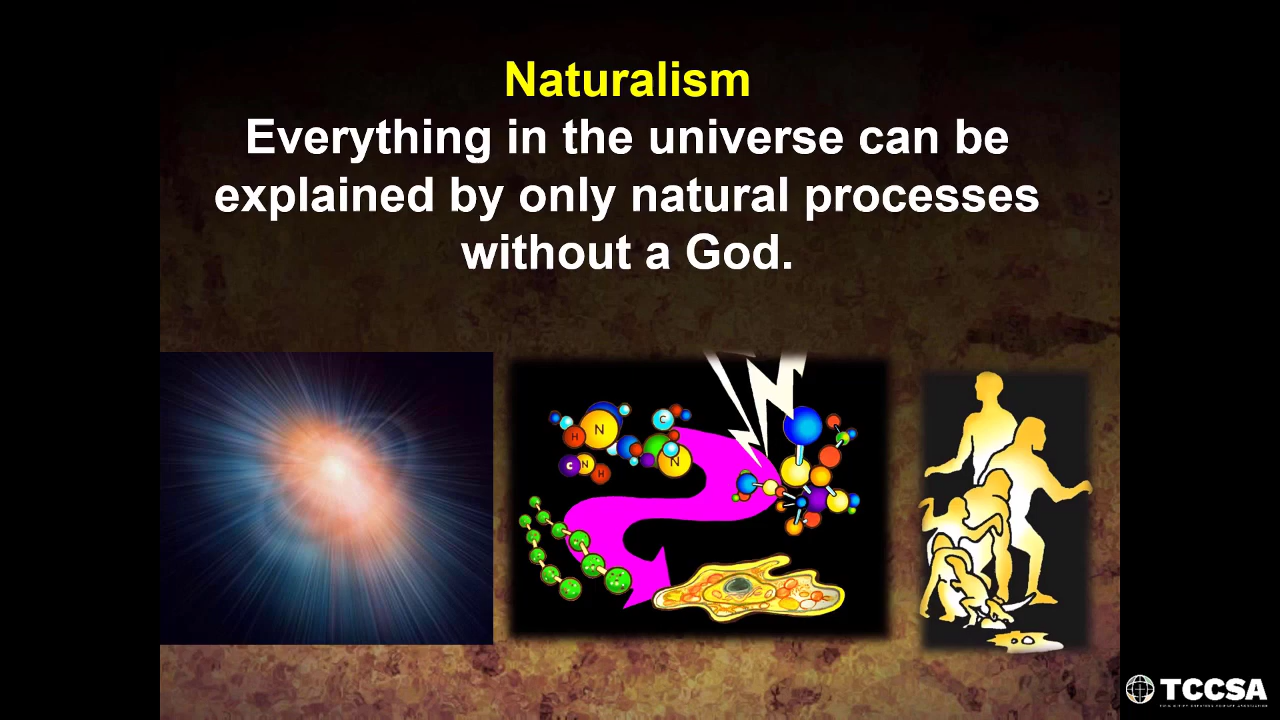 Naturalism
Everything in the universe can be
explained by only natural processes
without a God.
H
N
C
N
H
C
N
TCCSA